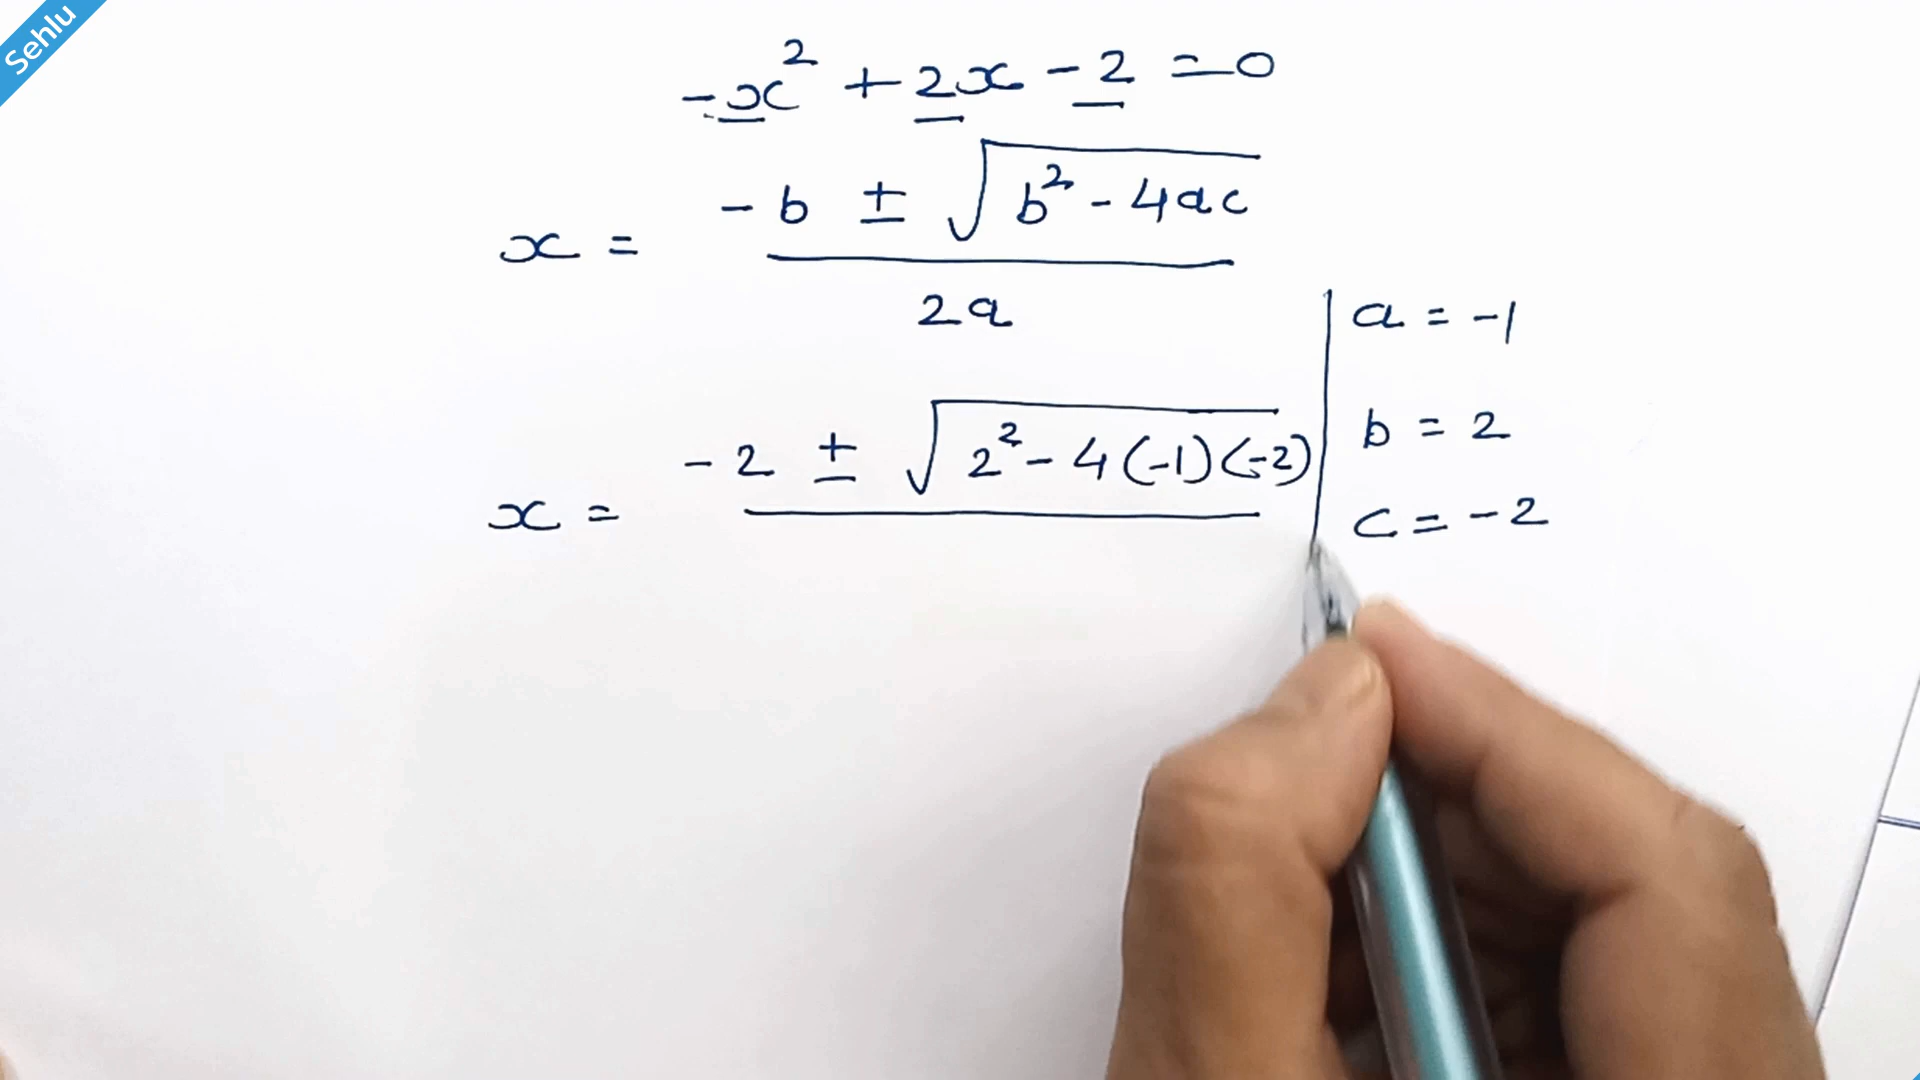 Sehlu
-x² + 2x - 2 = 0
x = -b ± √b² - 4ac / 2a
a = -1
x = -2 ± √2² - 4(-1)(-2)
b = 2
c = -2